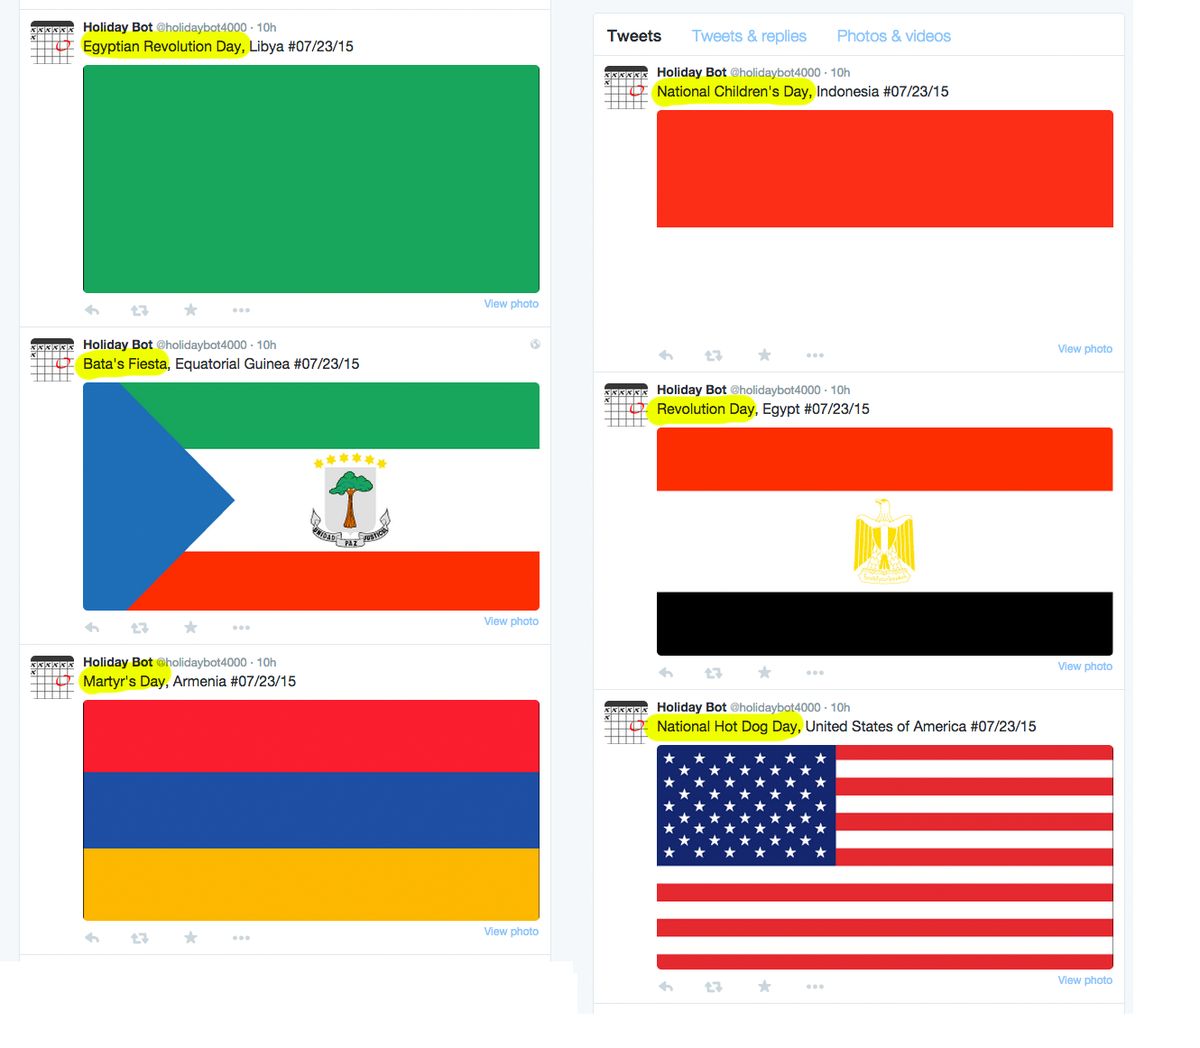 Holiday Bot @holidaybot4000 · 10h
Egyptian Revolution Day, Libya #07/23/15
View photo
Holiday Bot @holidaybot4000 · 10h
Bata's Fiesta, Equatorial Guinea #07/23/15
UNIDAD PAZ JUSTICIA
View photo
Holiday Bot @holidaybot4000 · 10h
Martyr's Day, Armenia #07/23/15
View photo
Tweets Tweets & replies Photos & videos
Holiday Bot @holidaybot4000 · 10h
National Children's Day, Indonesia #07/23/15
View photo
Holiday Bot @holidaybot4000 · 10h
Revolution Day, Egypt #07/23/15
View photo
Holiday Bot @holidaybot4000 · 10h
National Hot Dog Day, United States of America #07/23/15
View photo